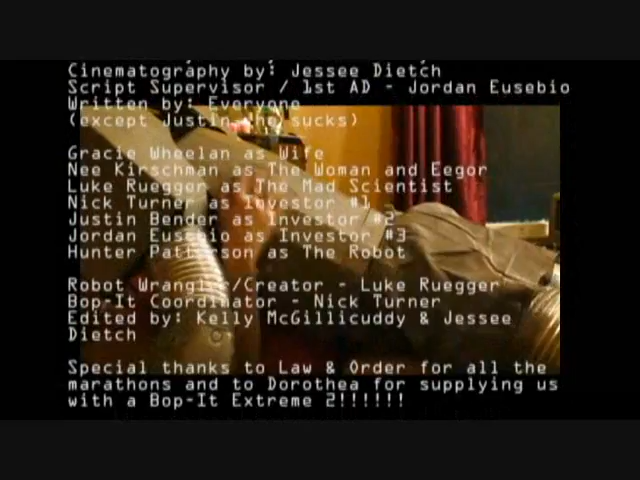 Cinematography by: Jessee Dietch
Script Supervisor / 1st AD - Jordan Eusebio
Written by: Everyone
(except Justin-he sucks)
Gracie Wheelan as Wife
Nee Kirschman as The Woman and Eegor
Luke Ruegger as The Mad Scientist
Nick Turner as Investor #1
Justin Bender as Investor #2
Jordan Eusebio as Investor #3
Hunter Patterson as The Robot
Robot Wrangler/Creator - Luke Ruegger
Bop-It Coordinator - Nick Turner
Edited by: Kelly McGillicuddy & Jessee
Dietch
Special thanks to Law & Order for all the
marathons and to Dorothea for supplying us
with a Bop-It Extreme 2!!!!!!